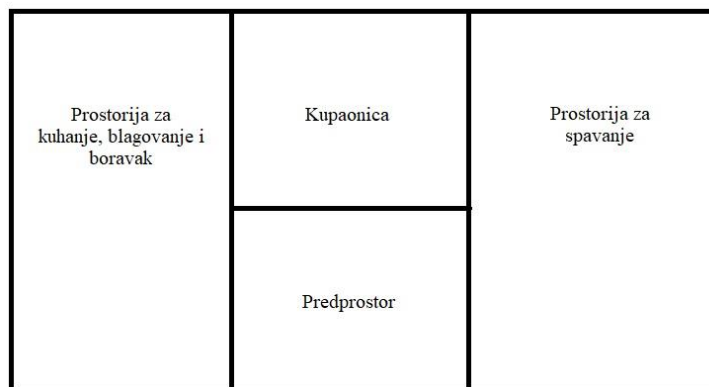 Prostorija za
kuhanje, blagovanje i
boravak
Kupaonica
Prostorija za
spavanje
Predprostor